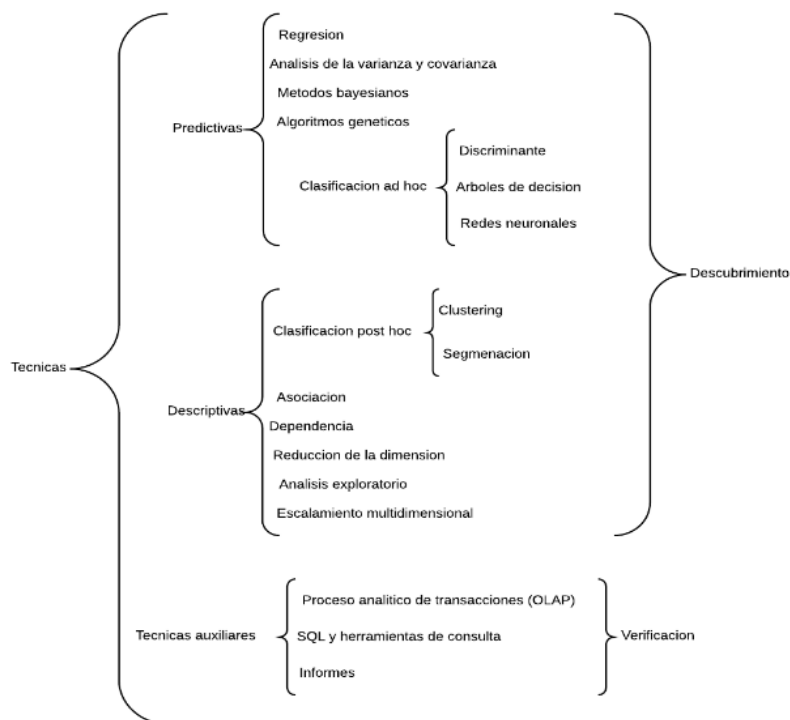 Regresion
Analisis de la varianza y covarianza
Metodos bayesianos
Algoritmos geneticos
Predictivas
Discriminante
Clasificacion ad hoc
Arboles de decision
Redes neuronales
Descubrimiento
Clustering
Clasificacion post hoc
Segmenacion
Tecnicas
Asociacion
Descriptivas
Dependencia
Reduccion de la dimension
Analisis exploratorio
Escalamiento multidimensional
Proceso analitico de transacciones (OLAP)
Tecnicas auxiliares
SQL y herramientas de consulta
Verificacion
Informes